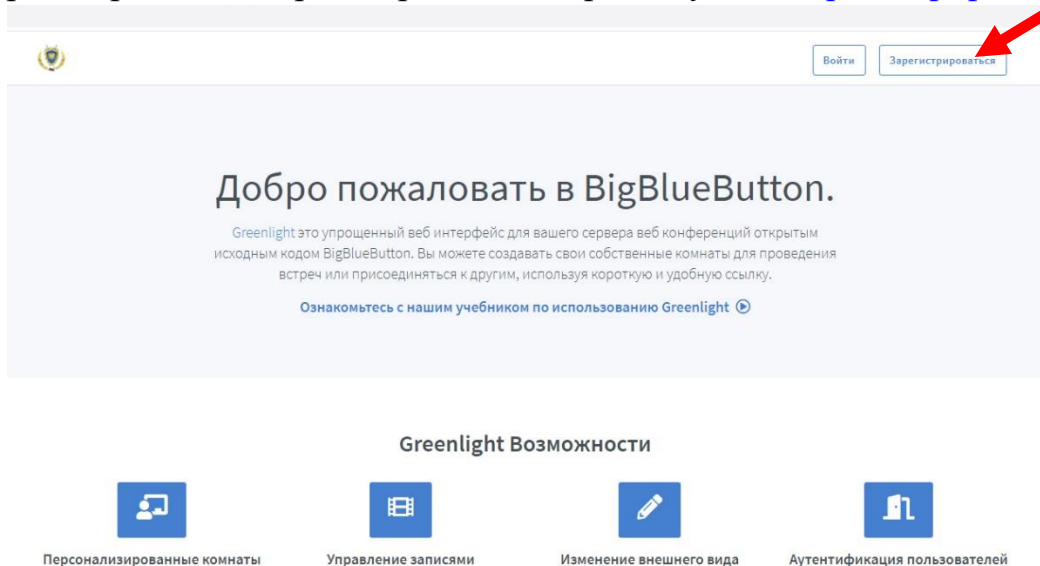 Войти
Зарегистрироваться
Добро пожаловать в BigBlueButton.
Greenlight это упрощенный веб интерфейс для вашего сервера веб конференций открытым
исходным кодом BigBlueButton. Вы можете создавать свои собственные комнаты для проведения
встреч или присоединяться к другим, используя короткую и удобную ссылку.
Ознакомьтесь с нашим учебником по использованию Greenlight
Greenlight Возможности
Персонализированные комнаты
Управление записями
Изменение внешнего вида
Аутентификация пользователей